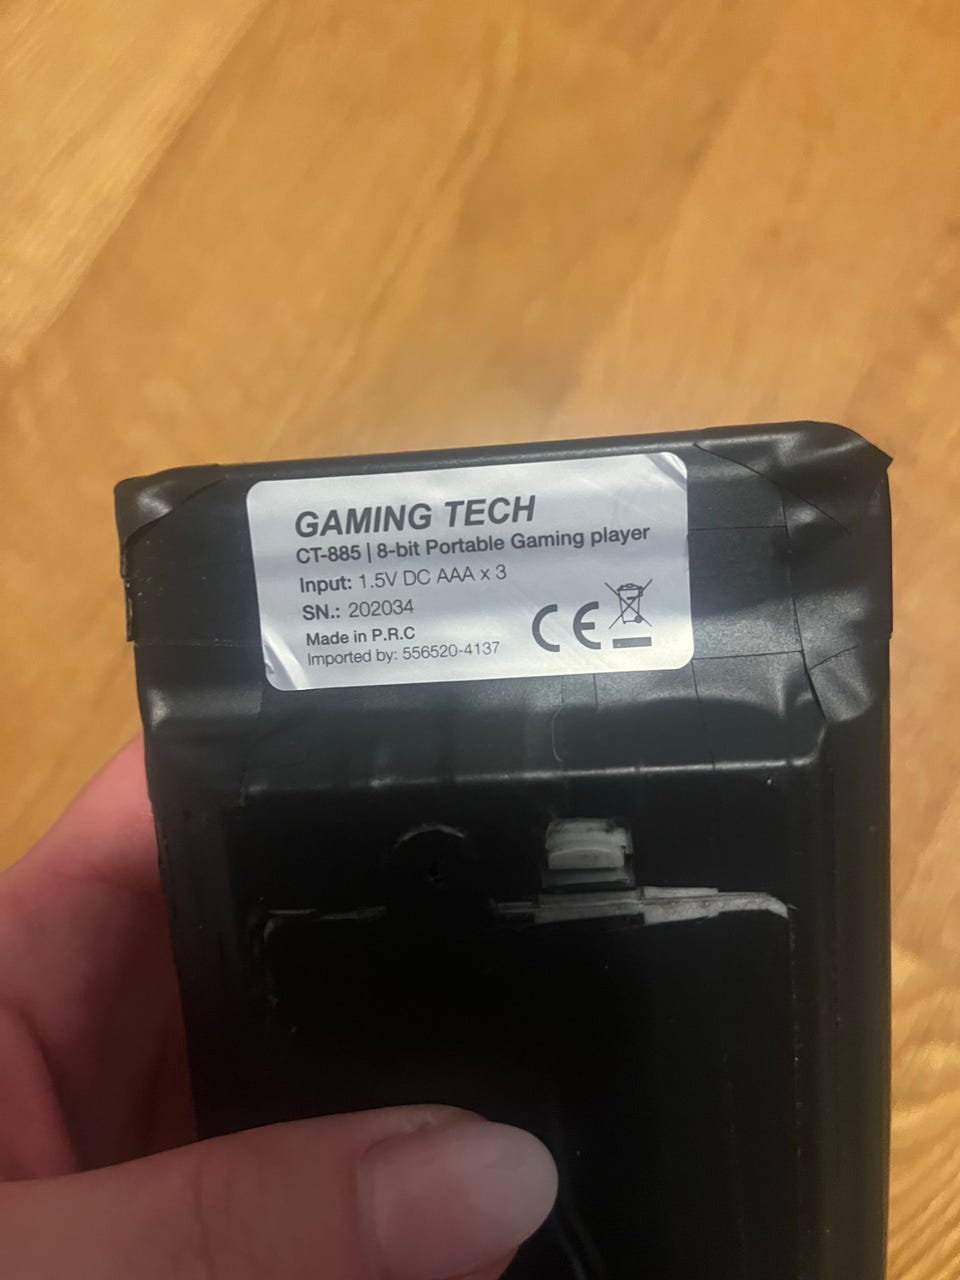 GAMING TECH
CT-885 | 8-bit Portable Gaming player
Input: 1.5V DC AAA x 3
SN.: 202034
Made in P.R.C
Imported by: 556520-4137
CE